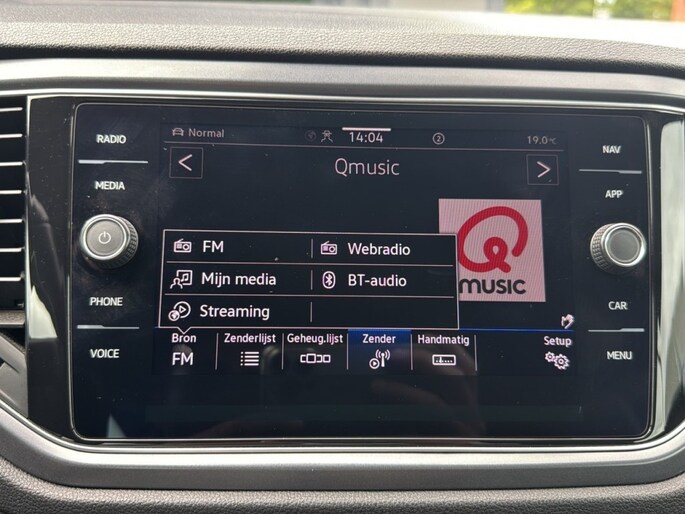 RADIO
MEDIA
PHONE
VOICE
Normal
14:04
2
19.0°C
Qmusic
Q
MUSIC
FM
Webradio
Mijn media
BT-audio
Streaming
Bron
Zenderlijst
Geheug.lijst
Zender
Handmatig
Setup
FM
NAV
APP
CAR
MENU